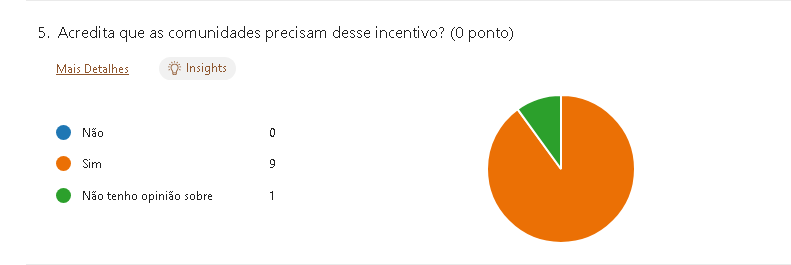 5. Acredita que as comunidades precisam desse incentivo? (0 ponto)
Mais Detalhes Insights
Não 0
Sim 9
Não tenho opinião sobre 1